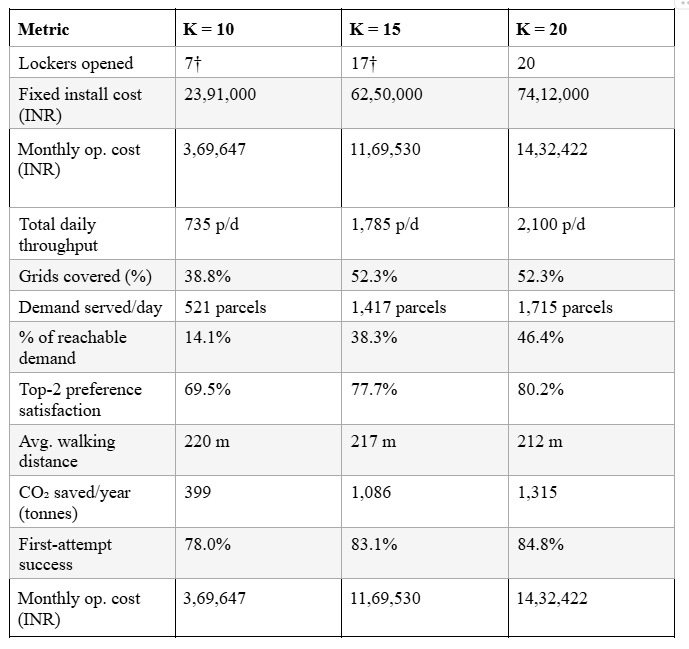 Metric K = 10 K = 15 K = 20
Lockers opened 7† 17† 20
Fixed install cost 23,91,000 62,50,000 74,12,000
(INR)
Monthly op. cost 3,69,647 11,69,530 14,32,422
(INR)
Total daily 735 p/d 1,785 p/d 2,100 p/d
throughput
Grids covered (%) 38.8% 52.3% 52.3%
Demand served/day 521 parcels 1,417 parcels 1,715 parcels
% of reachable 14.1% 38.3% 46.4%
demand
Top-2 preference 69.5% 77.7% 80.2%
satisfaction
Avg. walking 220 m 217 m 212 m
distance
CO₂ saved/year 399 1,086 1,315
(tonnes)
First-attempt 78.0% 83.1% 84.8%
success
Monthly op. cost 3,69,647 11,69,530 14,32,422
(INR)